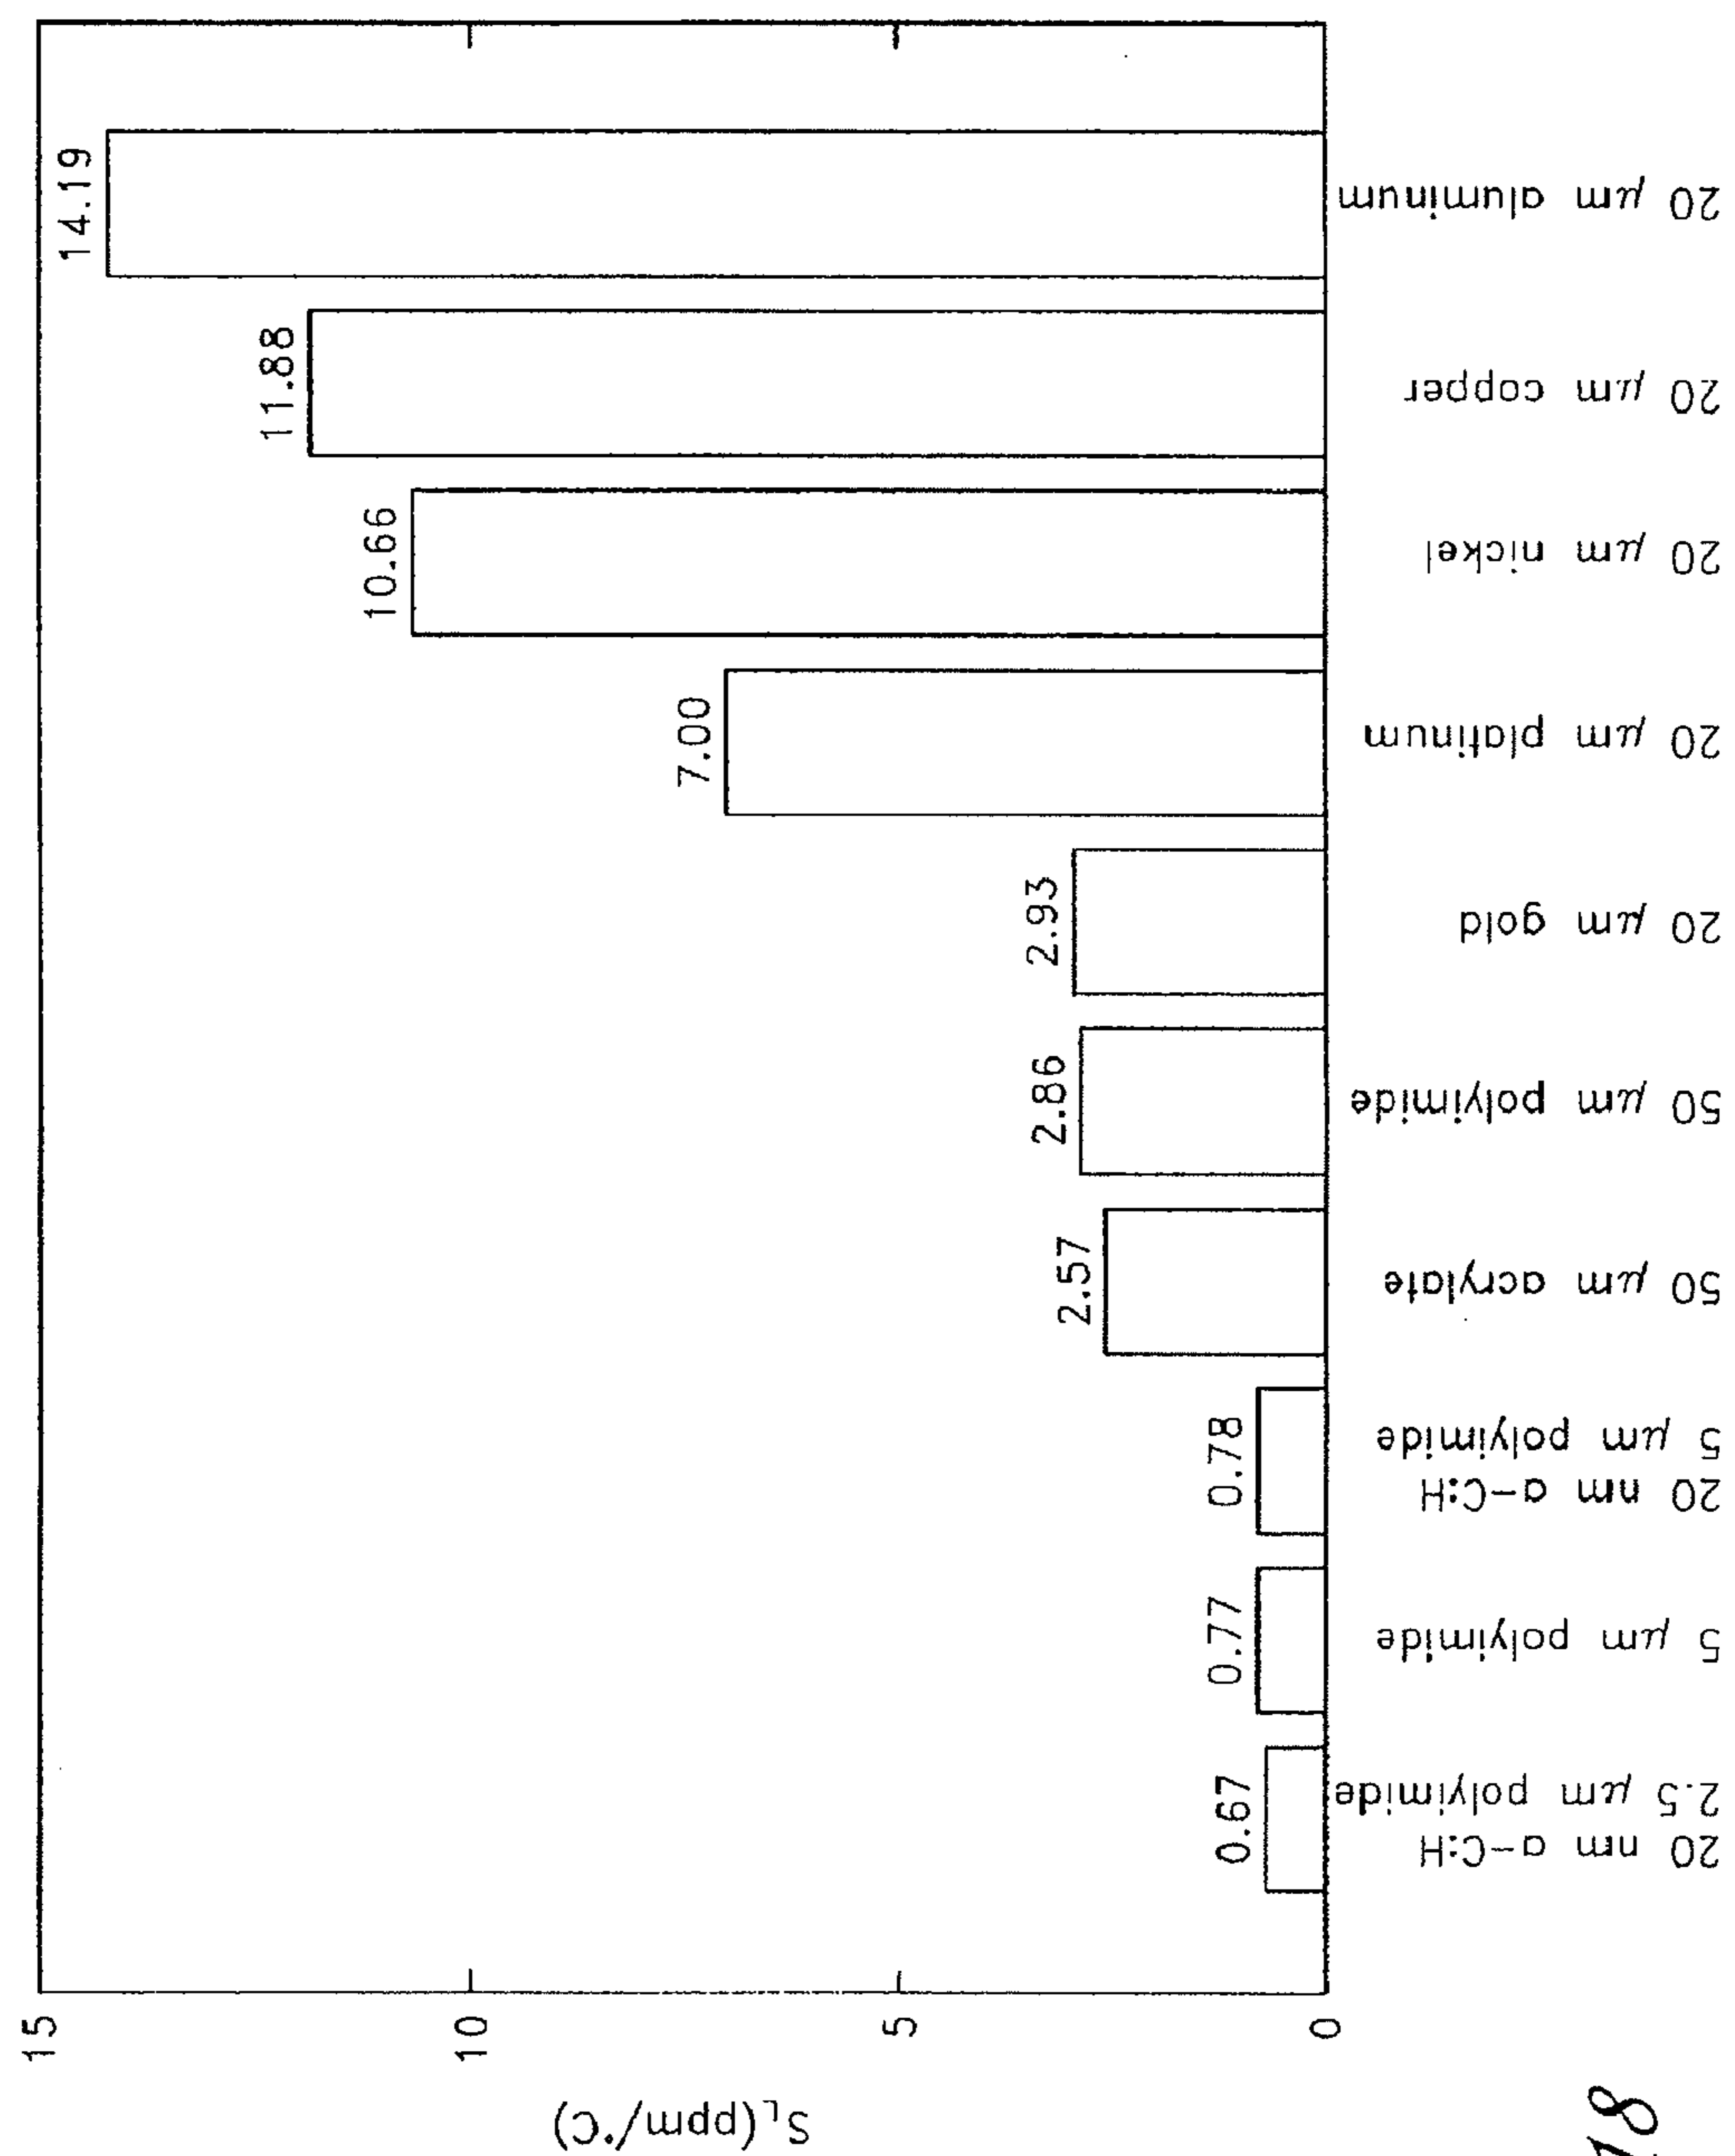 S_L(ppm/°C)
15
10
5
0
0.67
0.77
0.78
2.57
2.86
2.93
7.00
10.66
11.88
14.19
20 nm a-C:H
2.5 μm polyimide
5 μm polyimide
20 nm a-C:H
5 μm polyimide
50 μm acrylate
50 μm polyimide
20 μm gold
20 μm platinum
20 μm nickel
20 μm copper
20 μm aluminum
18